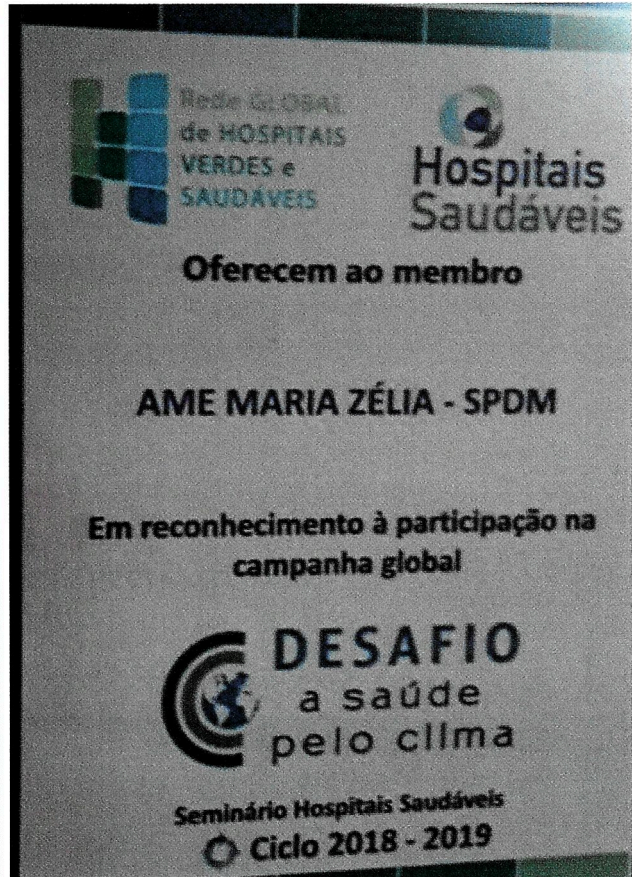 Rede GLOBAL
de HOSPITAIS
VERDES e
SAUDÁVEIS
Hospitais
Saudáveis
Oferecem ao membro
AME MARIA ZÉLIA - SPDM
Em reconhecimento à participação na
campanha global
DESAFIO
a saúde
pelo clima
Seminário Hospitais Saudáveis
Ciclo 2018 - 2019